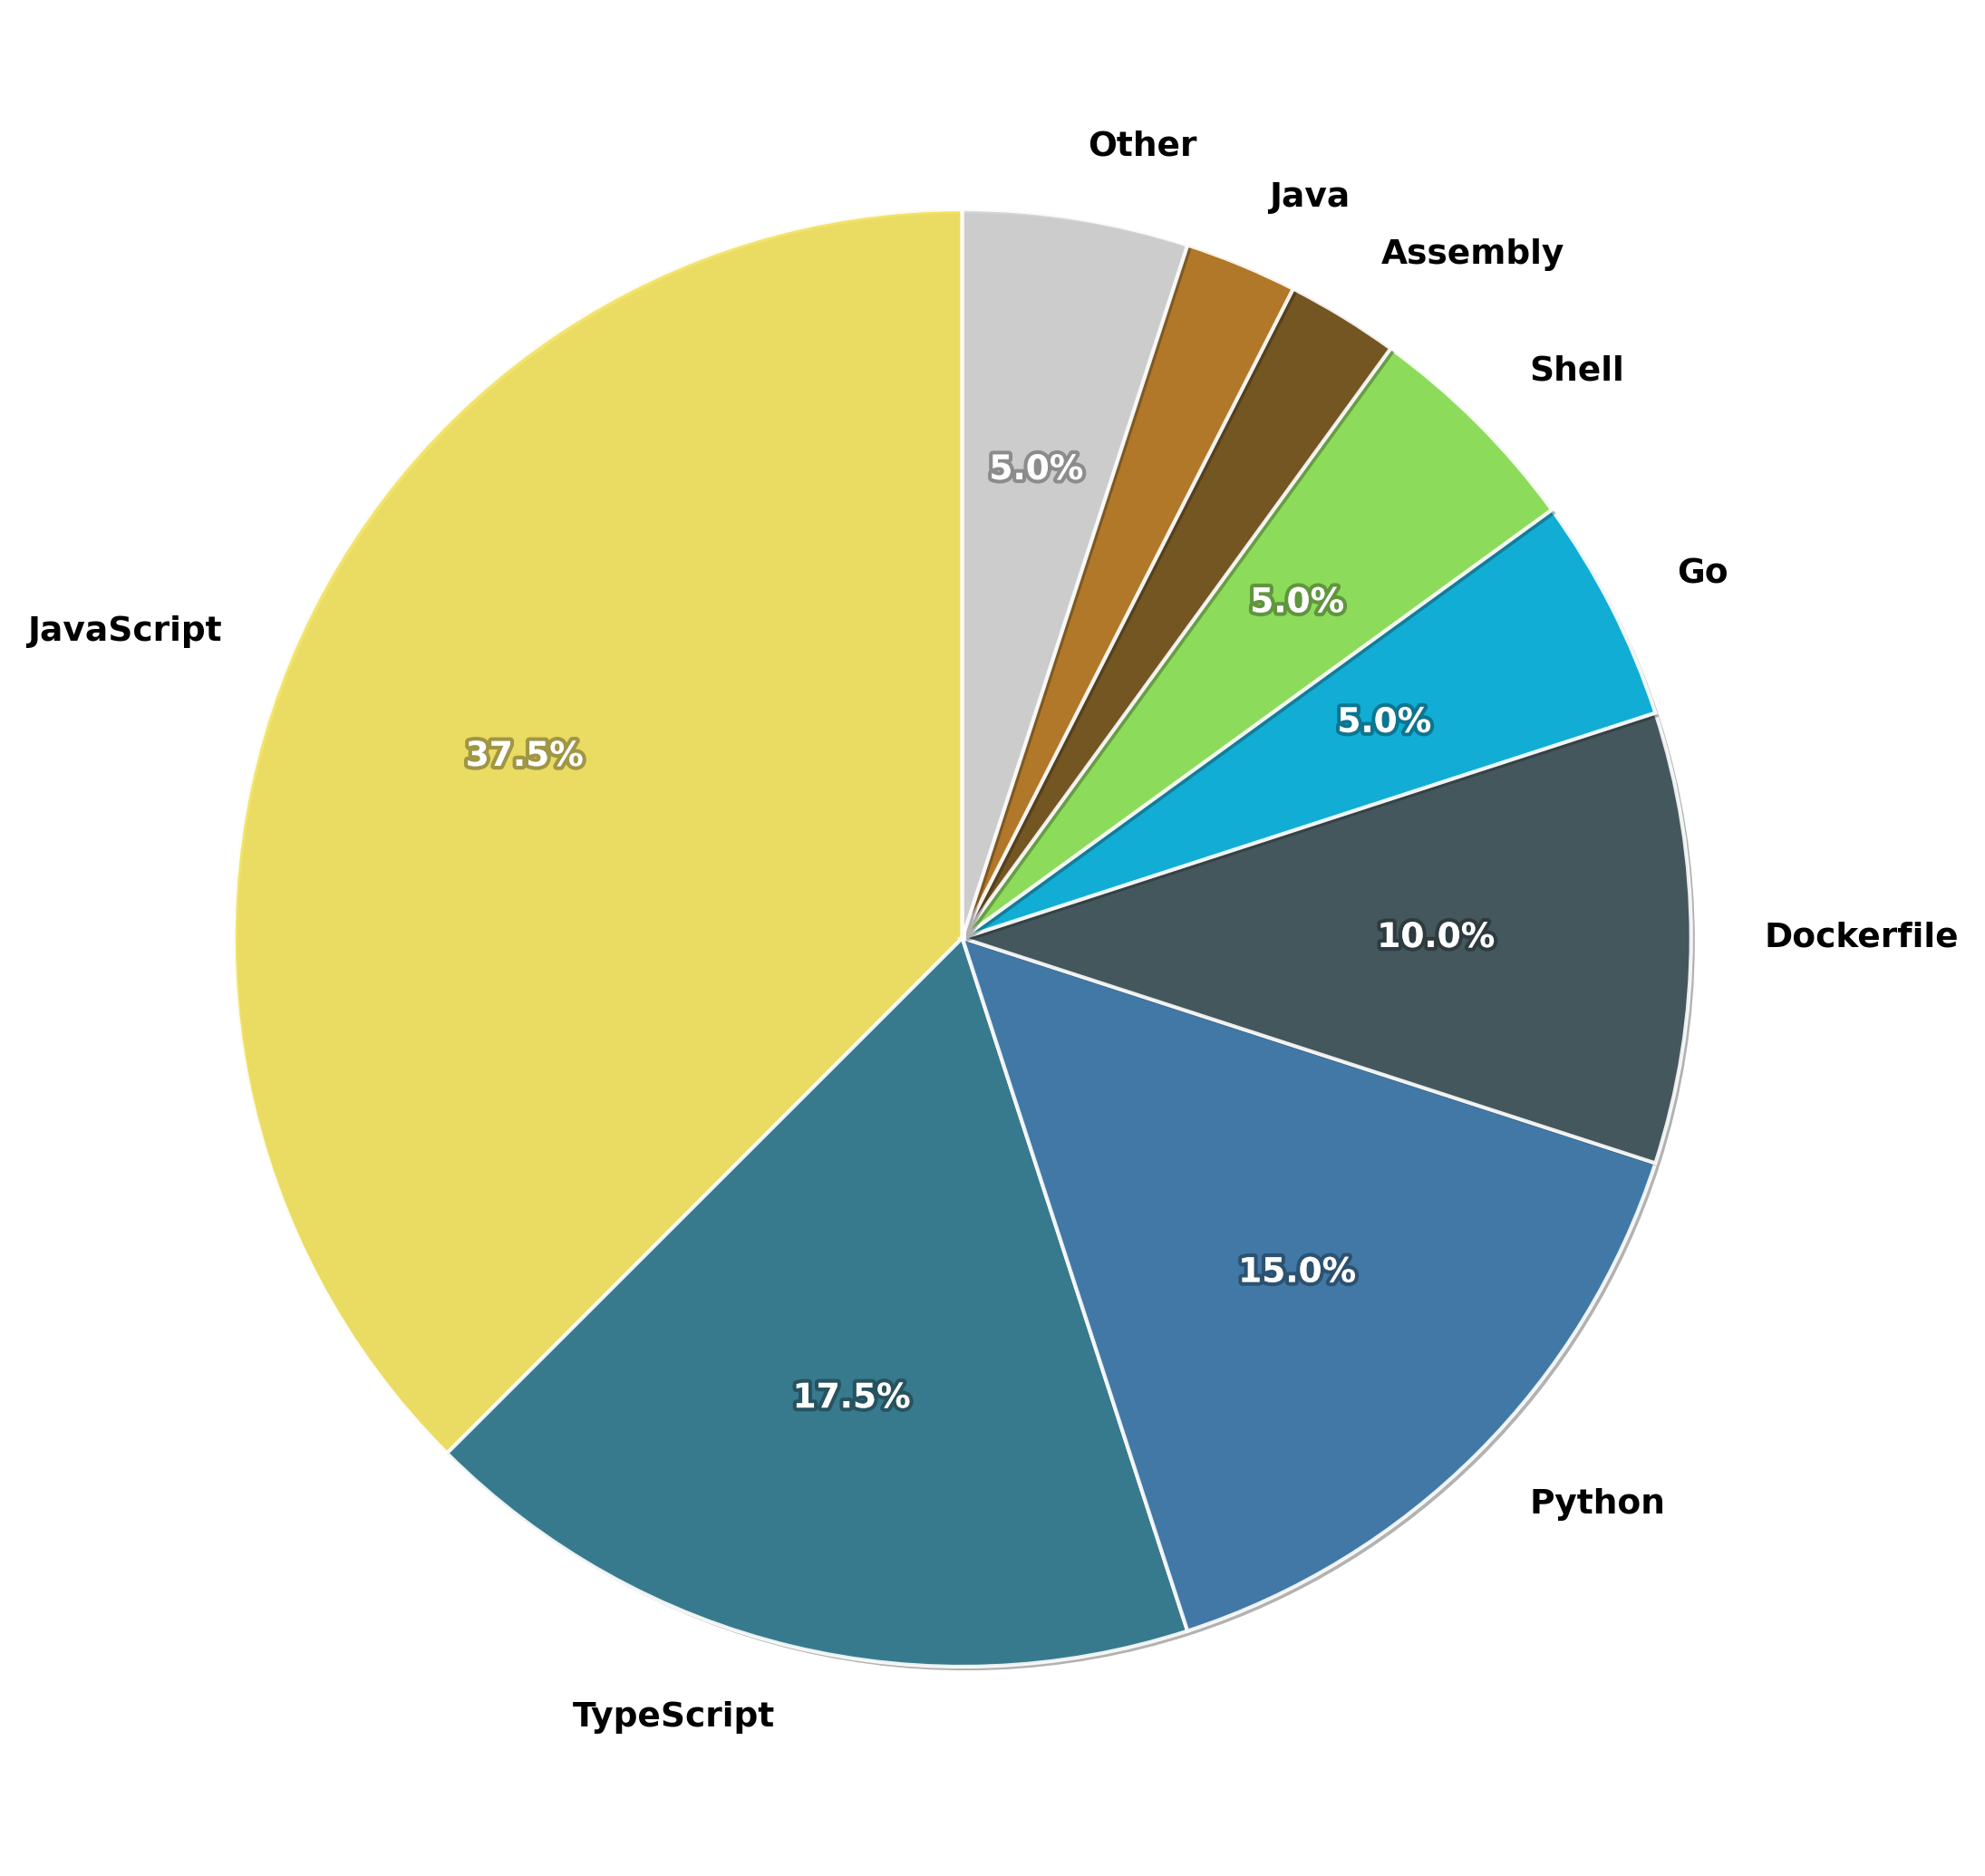 Other
Java
Assembly
Shell
Go
Dockerfile
Python
TypeScript
JavaScript
5.0%
5.0%
5.0%
10.0%
15.0%
17.5%
37.5%